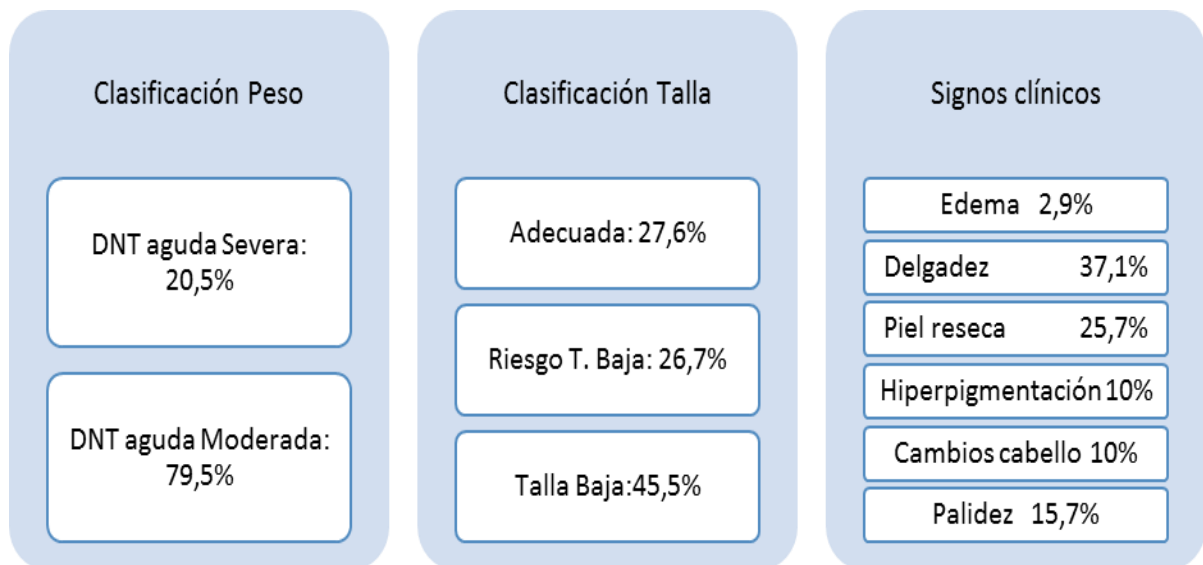 Clasificación Peso
DNT aguda Severa:
20,5%
DNT aguda Moderada:
79,5%
Clasificación Talla
Adecuada: 27,6%
Riesgo T. Baja: 26,7%
Talla Baja:45,5%
Signos clínicos
Edema 2,9%
Delgadez 37,1%
Piel reseca 25,7%
Hiperpigmentación 10%
Cambios cabello 10%
Palidez 15,7%